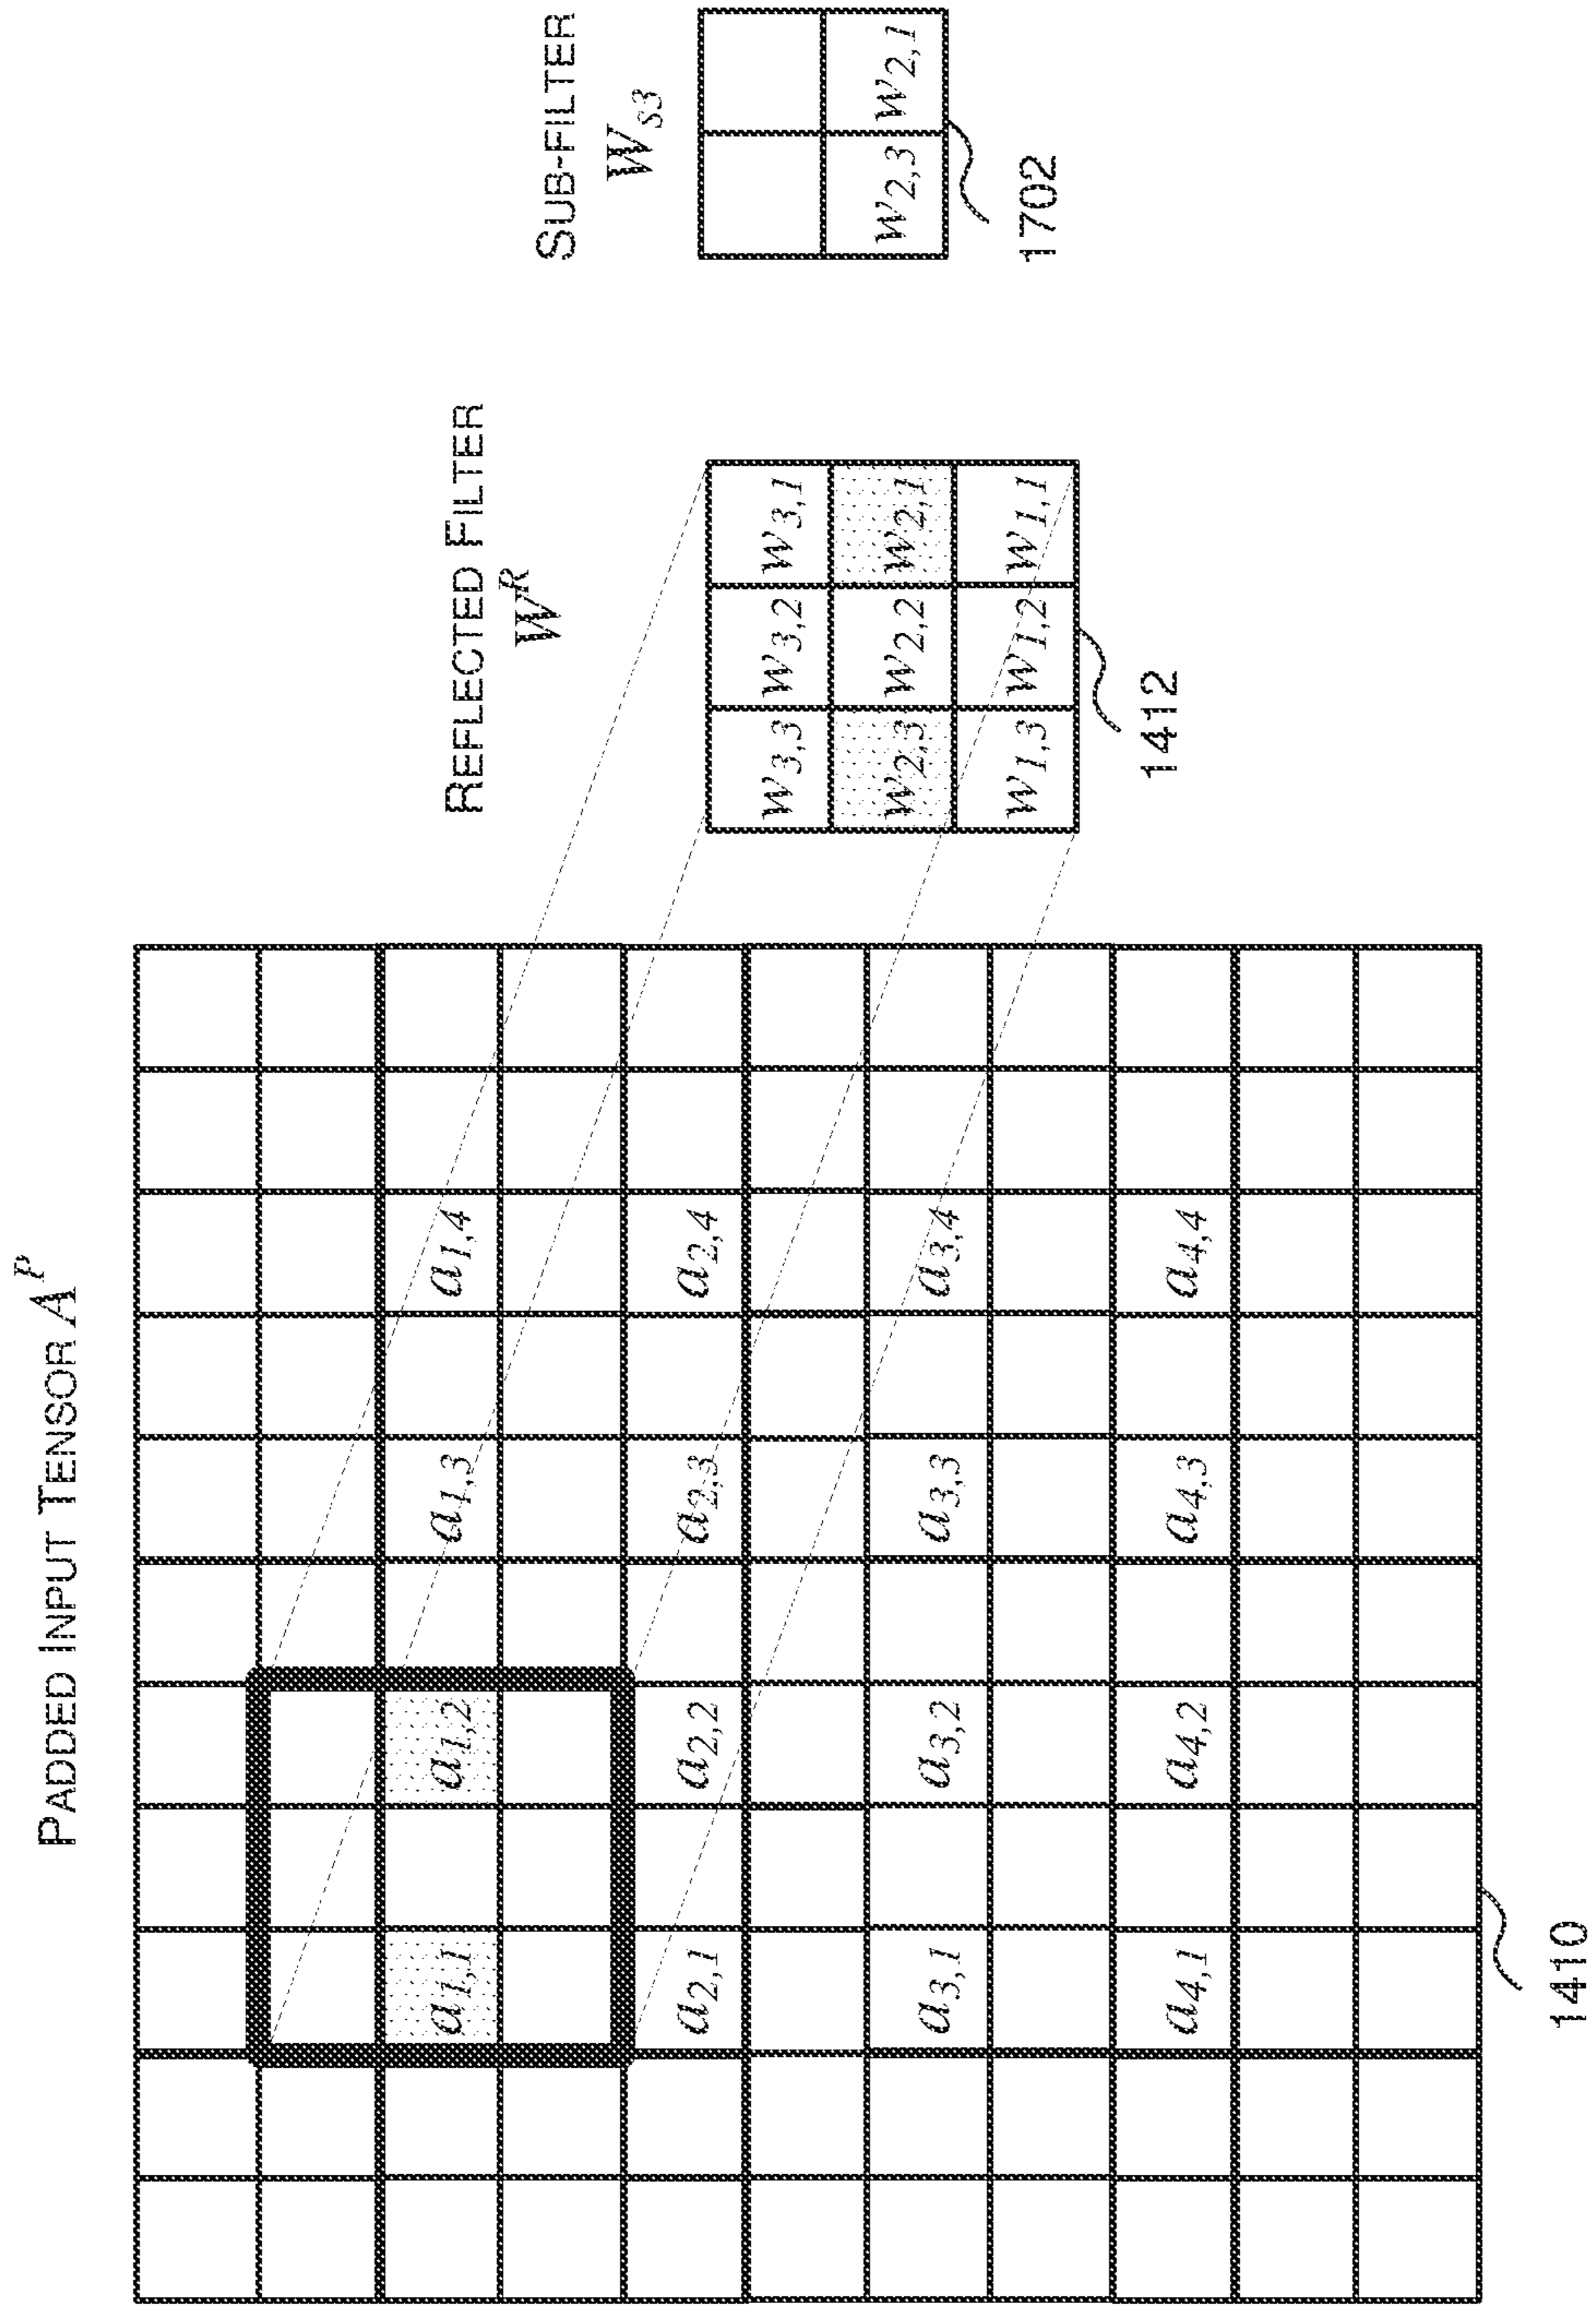 PADDED INPUT TENSOR A^P
a1,1 a1,2 a1,3 a1,4
a2,1 a2,2 a2,3 a2,4
a3,1 a3,2 a3,3 a3,4
a4,1 a4,2 a4,3 a4,4
1410
REFLECTED FILTER
W^R
w3,3 w3,2 w3,1
w2,3 w2,2 w2,1
w1,3 w1,2 w1,1
1412
SUB-FILTER
Ws3
w2,3 w2,1
1702